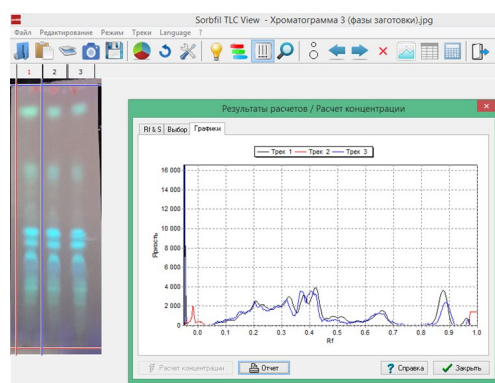 Sorbfil TLC View - Хроматограмма 3 (фазы заготовки).jpg
Файл Редактирование Режим Треки Language ?
1 2 3
Результаты расчетов / Расчет концентрации
Rf & S Выбор Графики
Трек 1 Трек 2 Трек 3
16 000
14 000
12 000
10 000
8 000
6 000
4 000
2 000
0
Яркость
0.0 0.1 0.2 0.3 0.4 0.5 0.6 0.7 0.8 0.9 1.0
Rf
Расчет концентрации Отчет ? Справка Закрыть